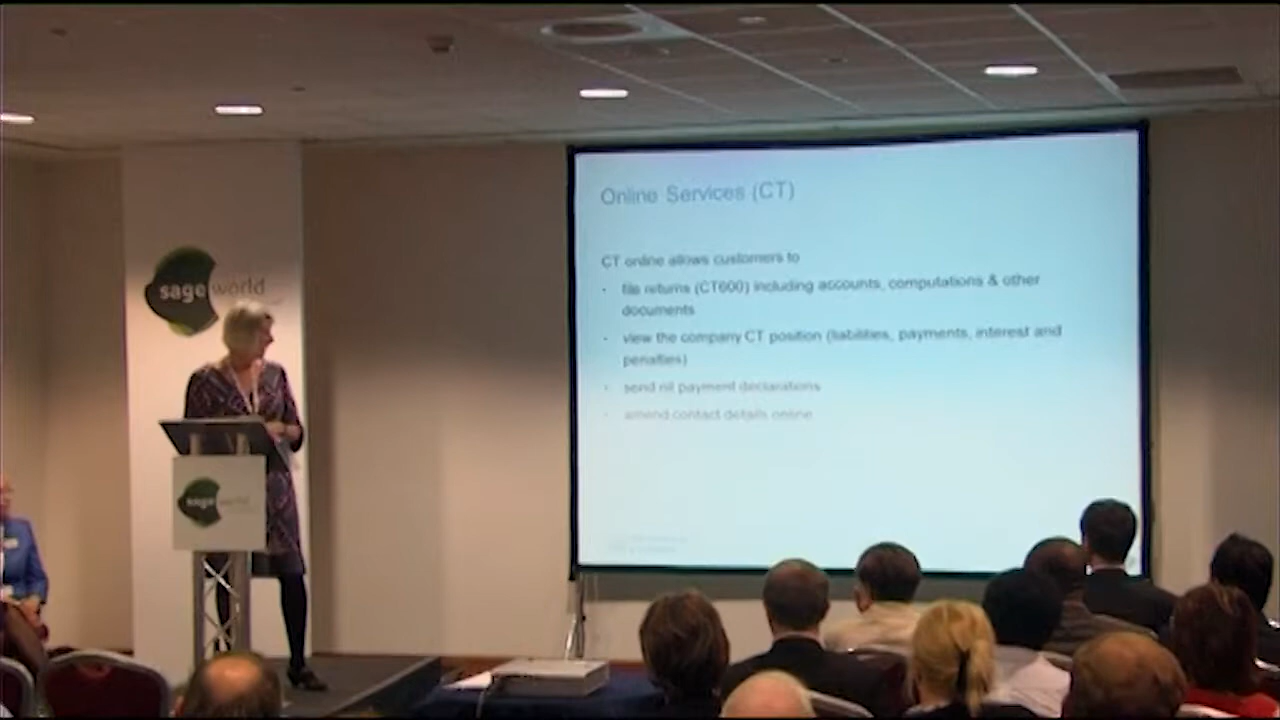 Online Services (CT)
CT online allows customers to
· file returns (CT600) including accounts, computations & other
documents
· view the company CT position (liabilities, payments, interest and
penalties)
· send nil payment declarations
· amend contact details online
sage world
sage world